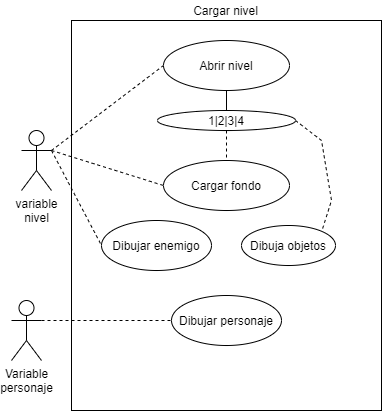 Cargar nivel
Abrir nivel
1|2|3|4
variable
nivel
Cargar fondo
Dibujar enemigo
Dibuja objetos
Dibujar personaje
Variable
personaje